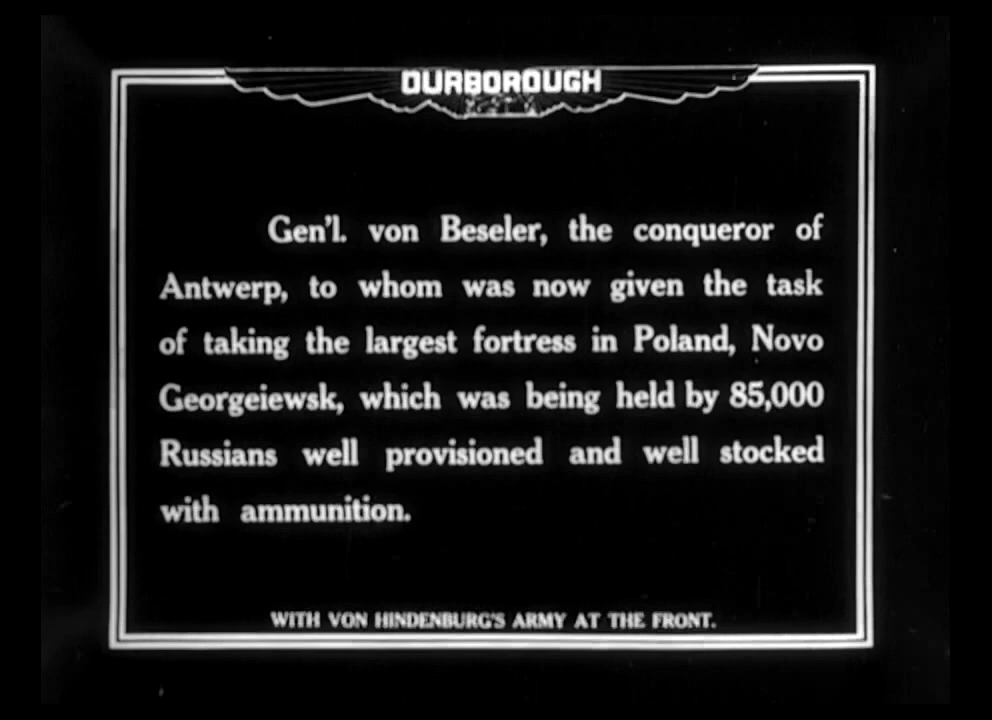 DURBOROUGH
Gen'l. von Beseler, the conqueror of
Antwerp, to whom was now given the task
of taking the largest fortress in Poland, Novo
Georgeiewsk, which was being held by 85,000
Russians well provisioned and well stocked
with ammunition.
WITH VON HINDENBURG'S ARMY AT THE FRONT.